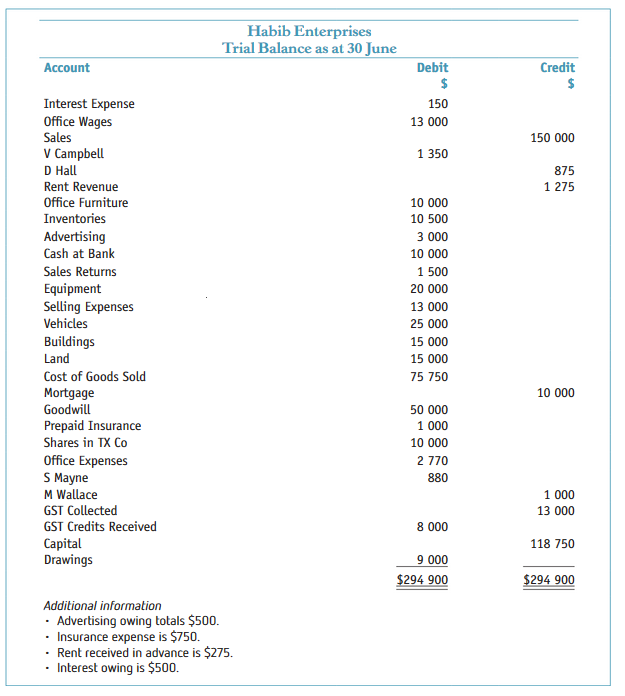 Habib Enterprises
Trial Balance as at 30 June
Account Debit Credit
$ $
Interest Expense 150
Office Wages 13 000
Sales 150 000
V Campbell 1 350
D Hall 875
Rent Revenue 1 275
Office Furniture 10 000
Inventories 10 500
Advertising 3 000
Cash at Bank 10 000
Sales Returns 1 500
Equipment 20 000
Selling Expenses 13 000
Vehicles 25 000
Buildings 15 000
Land 15 000
Cost of Goods Sold 75 750
Mortgage 10 000
Goodwill 50 000
Prepaid Insurance 1 000
Shares in TX Co 10 000
Office Expenses 2 770
S Mayne 880
M Wallace 1 000
GST Collected 13 000
GST Credits Received 8 000
Capital 118 750
Drawings 9 000
$294 900 $294 900
Additional information
• Advertising owing totals $500.
• Insurance expense is $750.
• Rent received in advance is $275.
• Interest owing is $500.